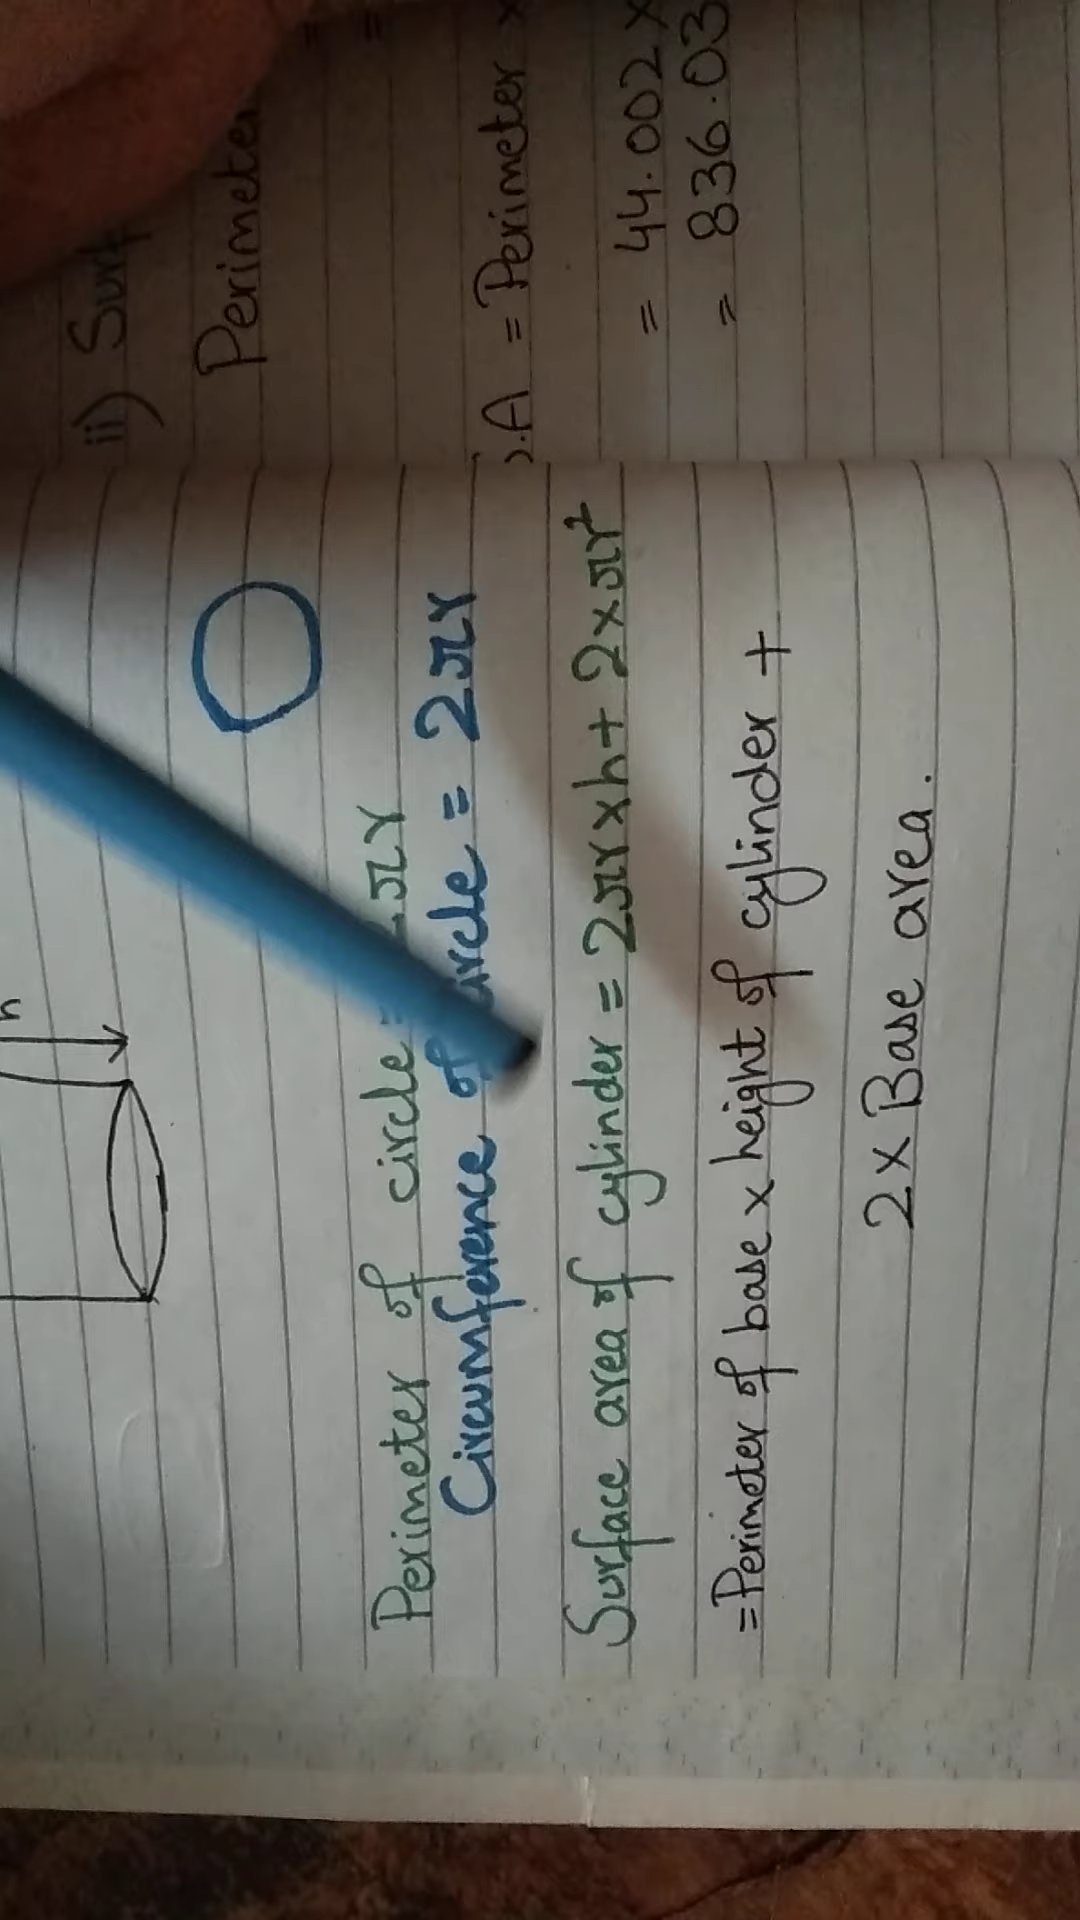 h
Perimeter of circle = 2πr
Circumference of circle = 2πr
Surface area of cylinder = 2πr x h + 2 x πr²
= Perimeter of base x height of cylinder +
2 x Base area.
ii) Surf
Perimeter
=
=
S.A = Perimeter x
= 44.002 x
= 836.03